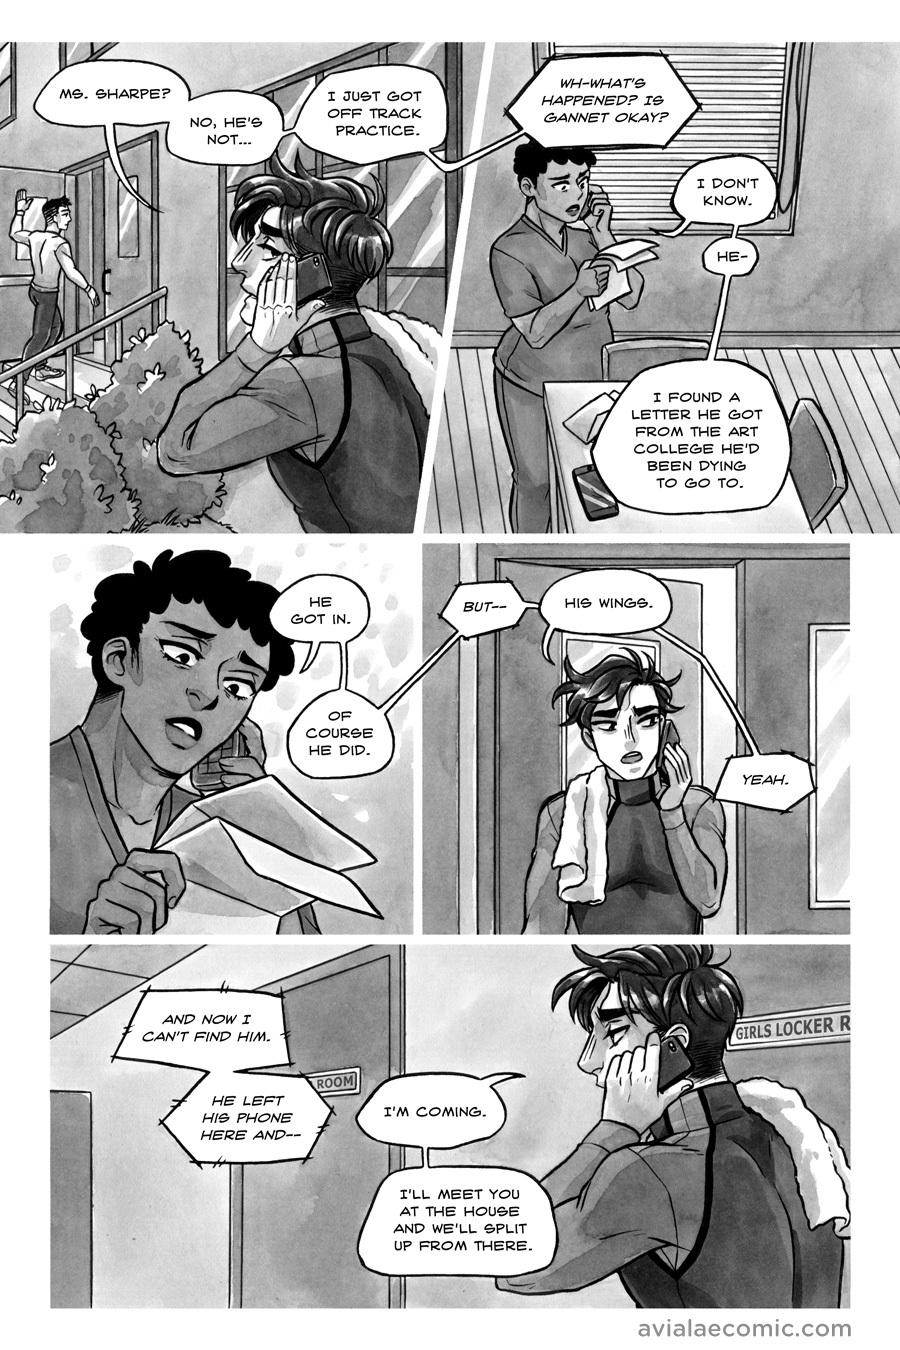 MS. SHARPE?
NO, HE'S
NOT...
I JUST GOT
OFF TRACK
PRACTICE.
WH-WHAT'S
HAPPENED? IS
GANNET OKAY?
I DON'T
KNOW.
HE-
I FOUND A
LETTER HE GOT
FROM THE ART
COLLEGE HE'D
BEEN DYING
TO GO TO.
HE
GOT IN.
OF
COURSE
HE DID.
BUT--
HIS WINGS.
YEAH.
AND NOW I
CAN'T FIND HIM.
HE LEFT
HIS PHONE
HERE AND--
ROOM
GIRLS LOCKER R
I'M COMING.
I'LL MEET YOU
AT THE HOUSE
AND WE'LL SPLIT
UP FROM THERE.
avialaecomic.com